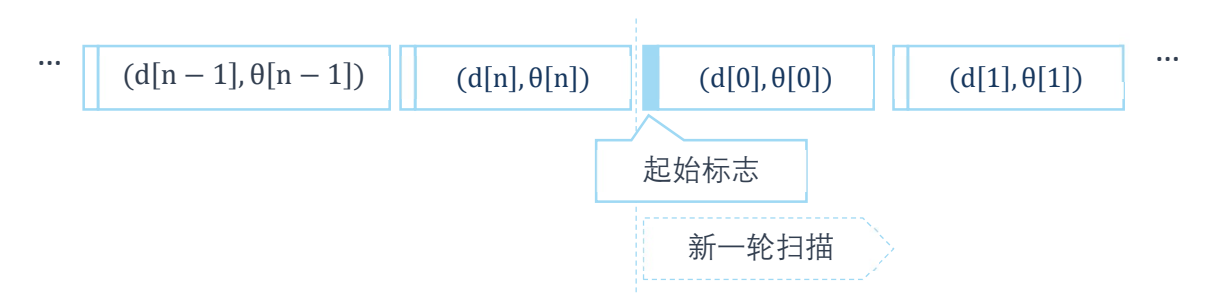 … (d[n − 1],θ[n − 1]) (d[n],θ[n]) (d[0],θ[0]) (d[1],θ[1]) …
起始标志
新一轮扫描